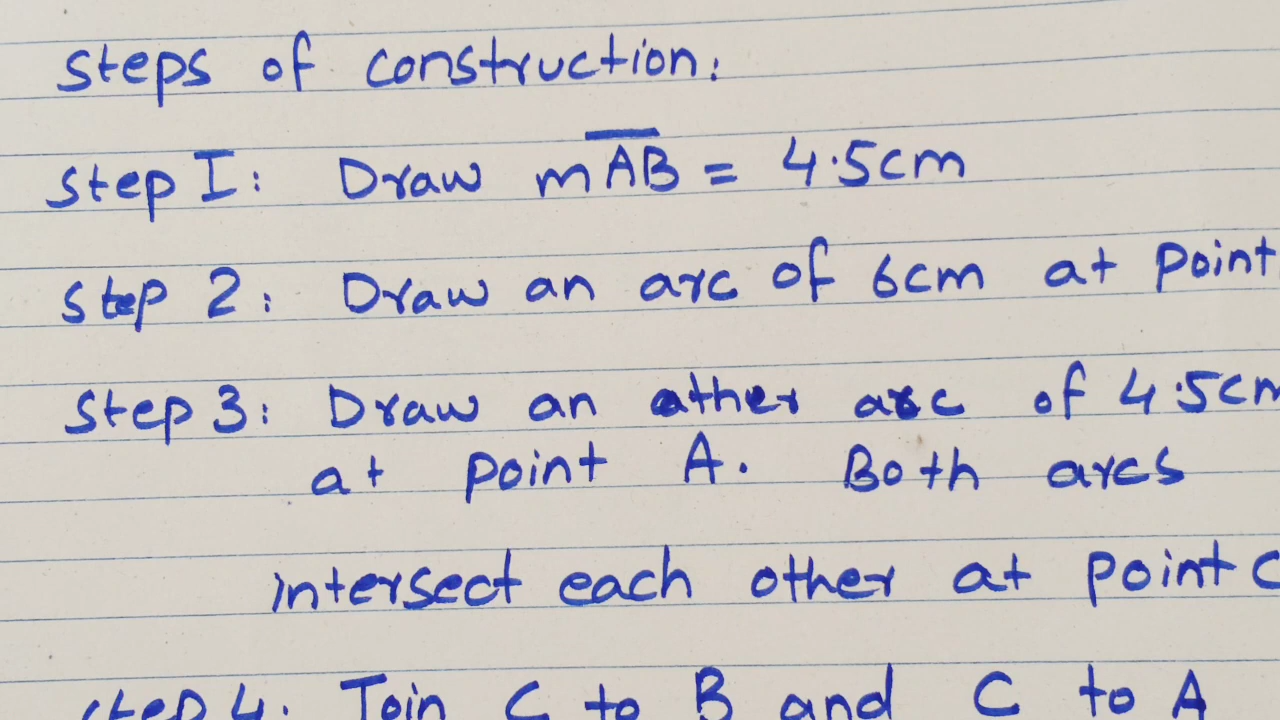 Steps of construction:
Step I: Draw mAB = 4.5cm
Step 2: Draw an arc of 6cm at point
Step 3: Draw an ather arc of 4.5cm
at point A. Both arcs
intersect each other at point C
Step 4. Join C to B and C to A